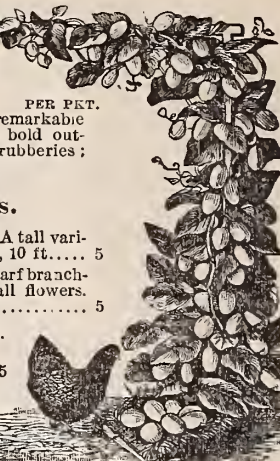 PER PKT.
remarkable
bold out-
rubberies ;
s.
A tall vari-
, 10 ft..... 5
arf branch-
all flowers.
............ 5
.
5